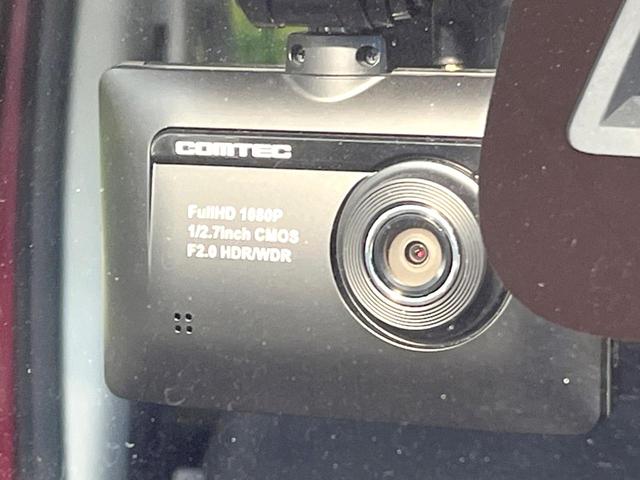 COMTEC
FullHD 1080P
1/2.7inch CMOS
F2.0 HDR/WDR